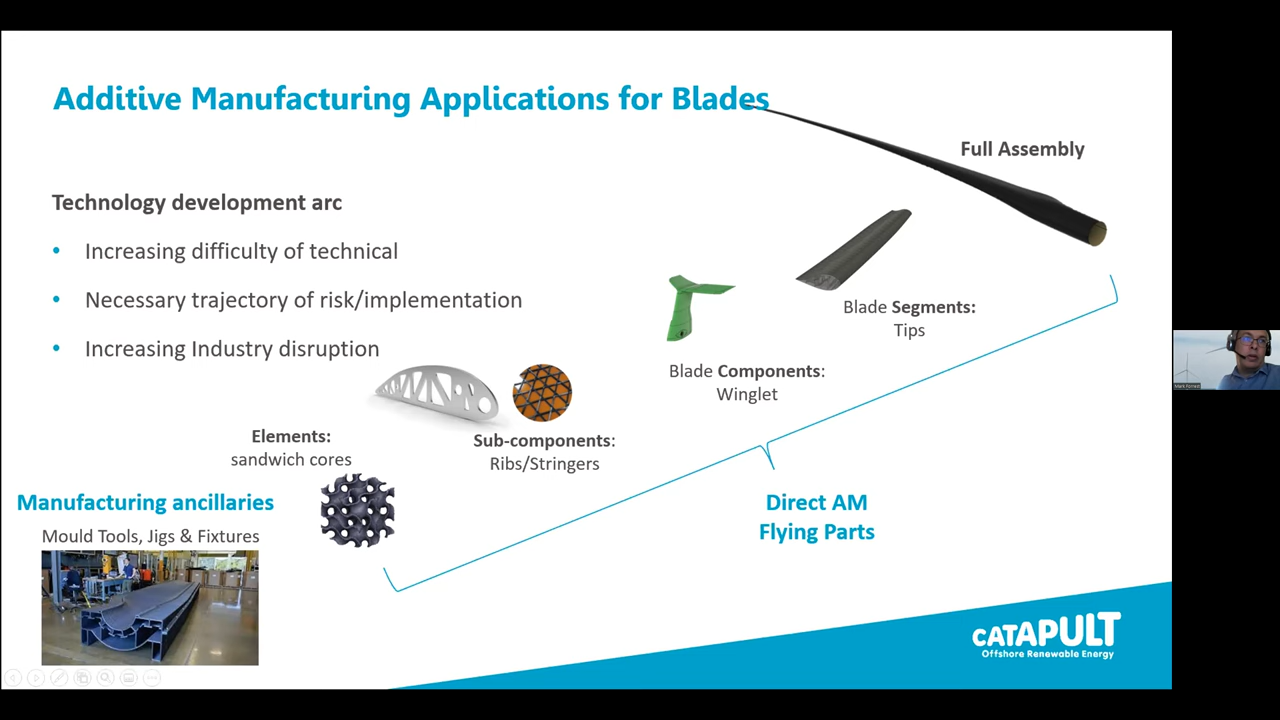 Additive Manufacturing Applications for Blades
Full Assembly
Technology development arc
• Increasing difficulty of technical
• Necessary trajectory of risk/implementation
• Increasing Industry disruption
Blade Segments:
Tips
Blade Components:
Winglet
Elements:
sandwich cores
Sub-components:
Ribs/Stringers
Manufacturing ancillaries
Mould Tools, Jigs & Fixtures
Direct AM
Flying Parts
CATAPULT
Offshore Renewable Energy